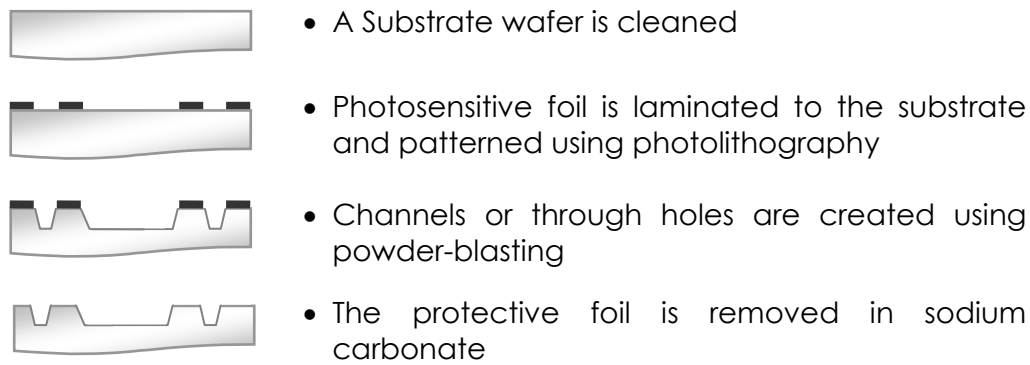 • A Substrate wafer is cleaned
• Photosensitive foil is laminated to the substrate
and patterned using photolithography
• Channels or through holes are created using
powder-blasting
• The protective foil is removed in sodium
carbonate